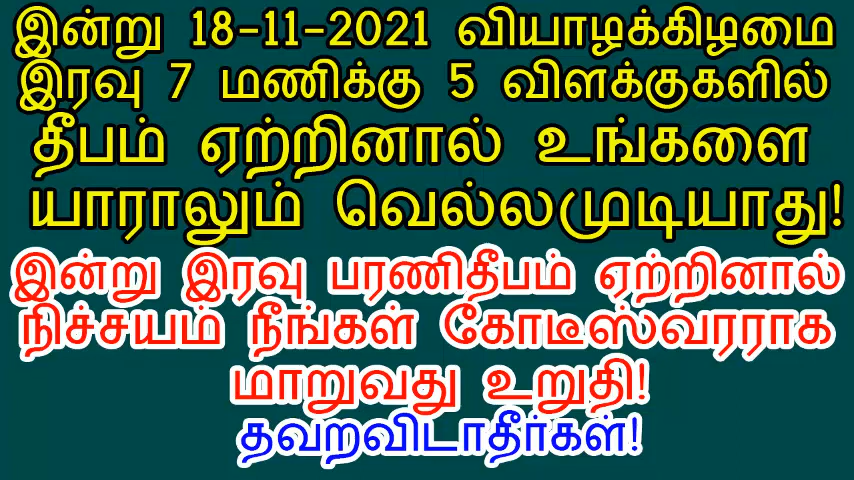 இன்று 18-11-2021 வியாழக்கிழமை
இரவு 7 மணிக்கு 5 விளக்குகளில்
தீபம் ஏற்றினால் உங்களை
யாராலும் வெல்லமுடியாது!
இன்று இரவு பரணிதீபம் ஏற்றினால்
நிச்சயம் நீங்கள் கோடீஸ்வரராக
மாறுவது உறுதி!
தவறவிடாதீர்கள்!